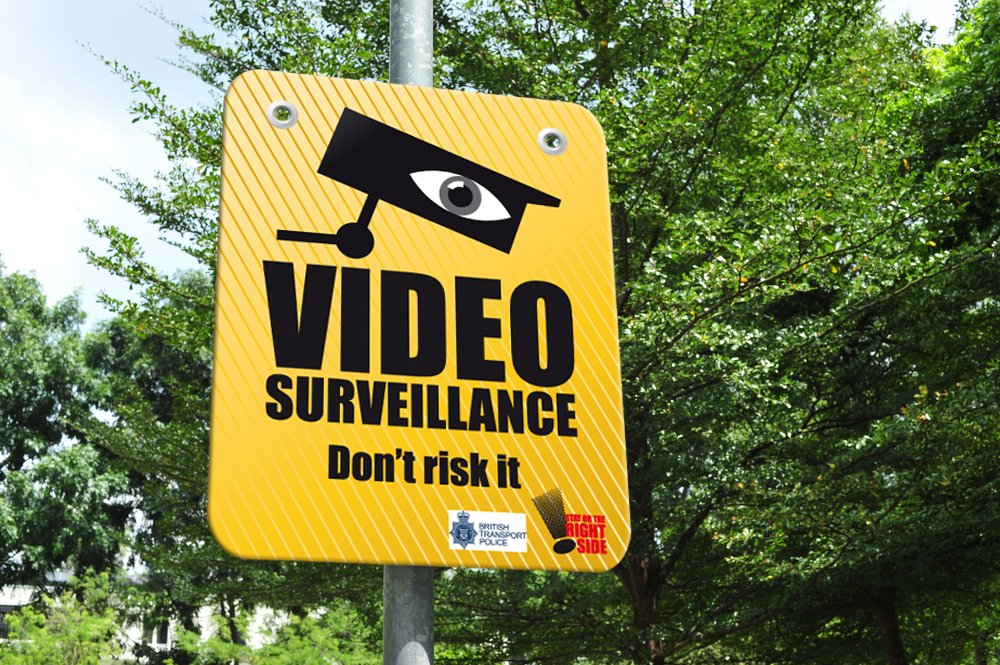 VIDEO
SURVEILLANCE
Don't risk it
BRITISH
TRANSPORT
POLICE
STAY ON THE
RIGHT
SIDE